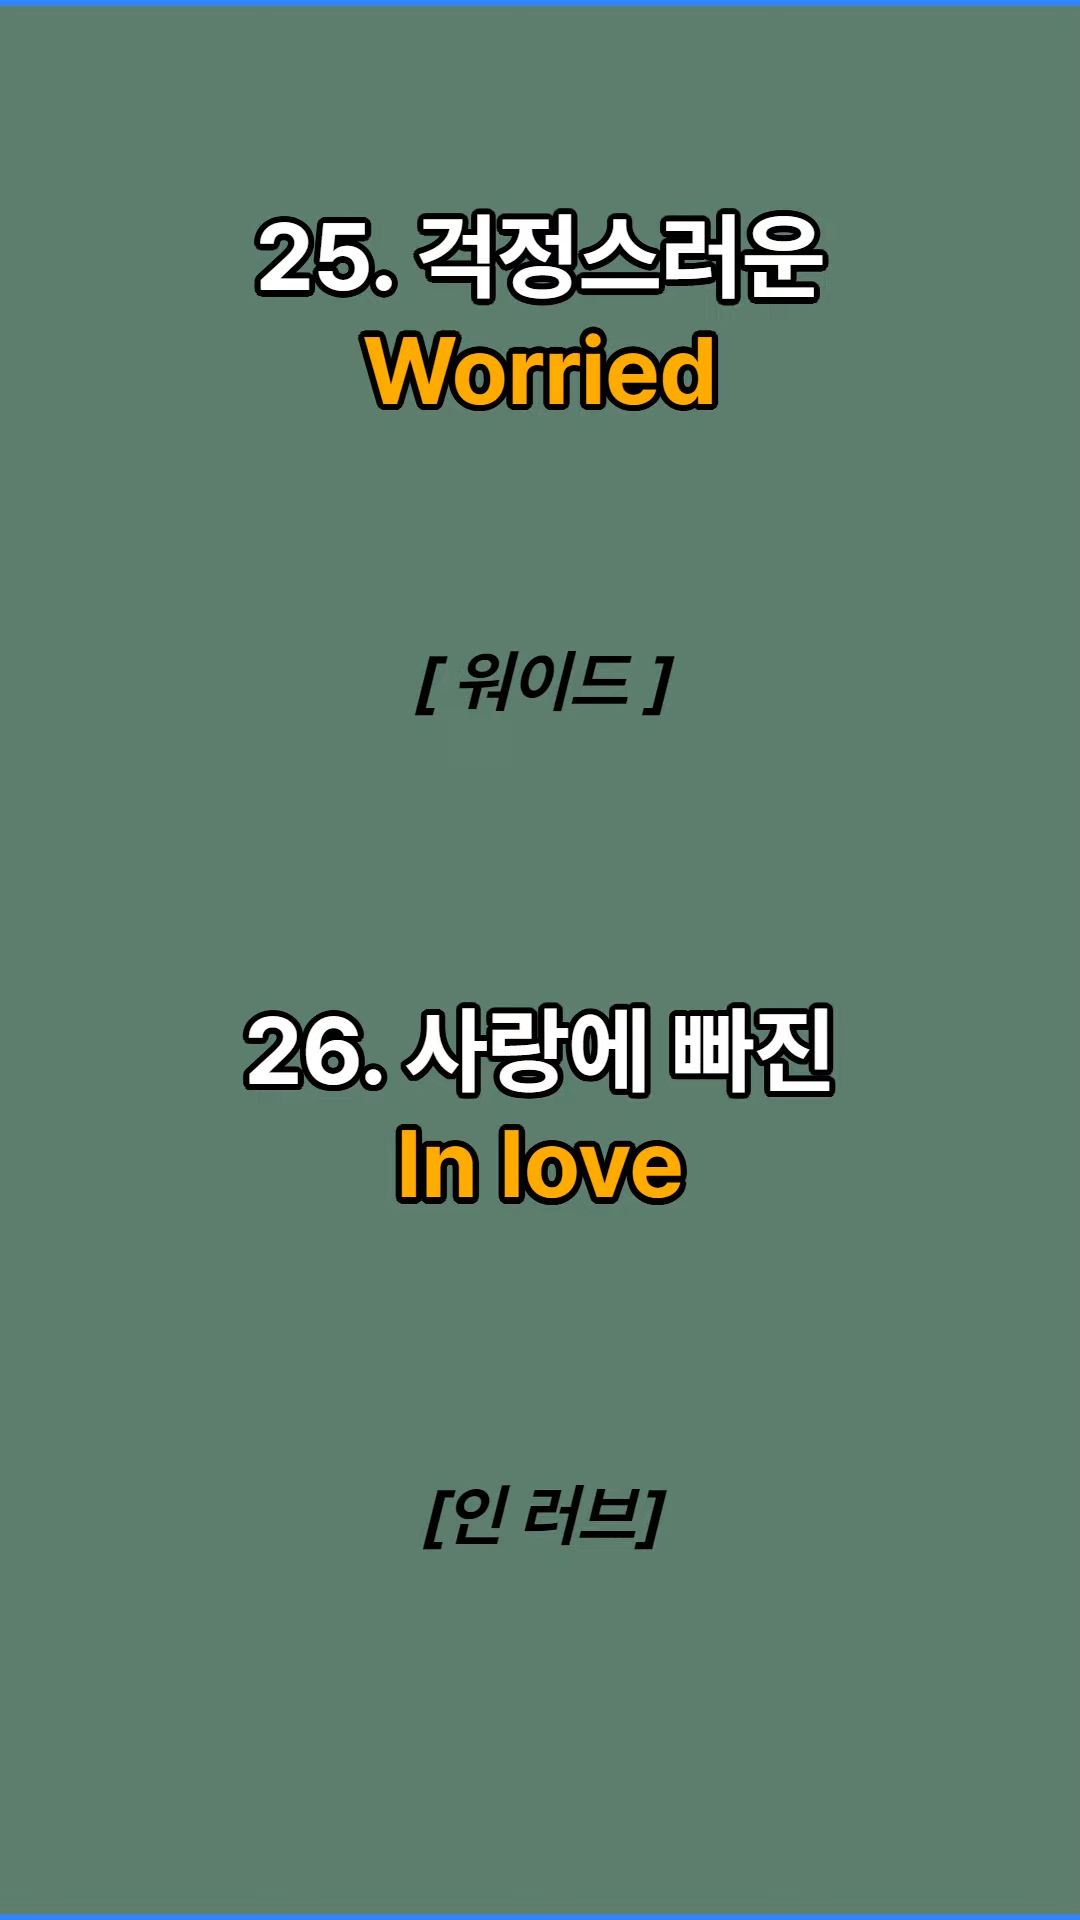 25. 걱정스러운
Worried
[ 워이드 ]
26. 사랑에 빠진
In love
[인 러브]